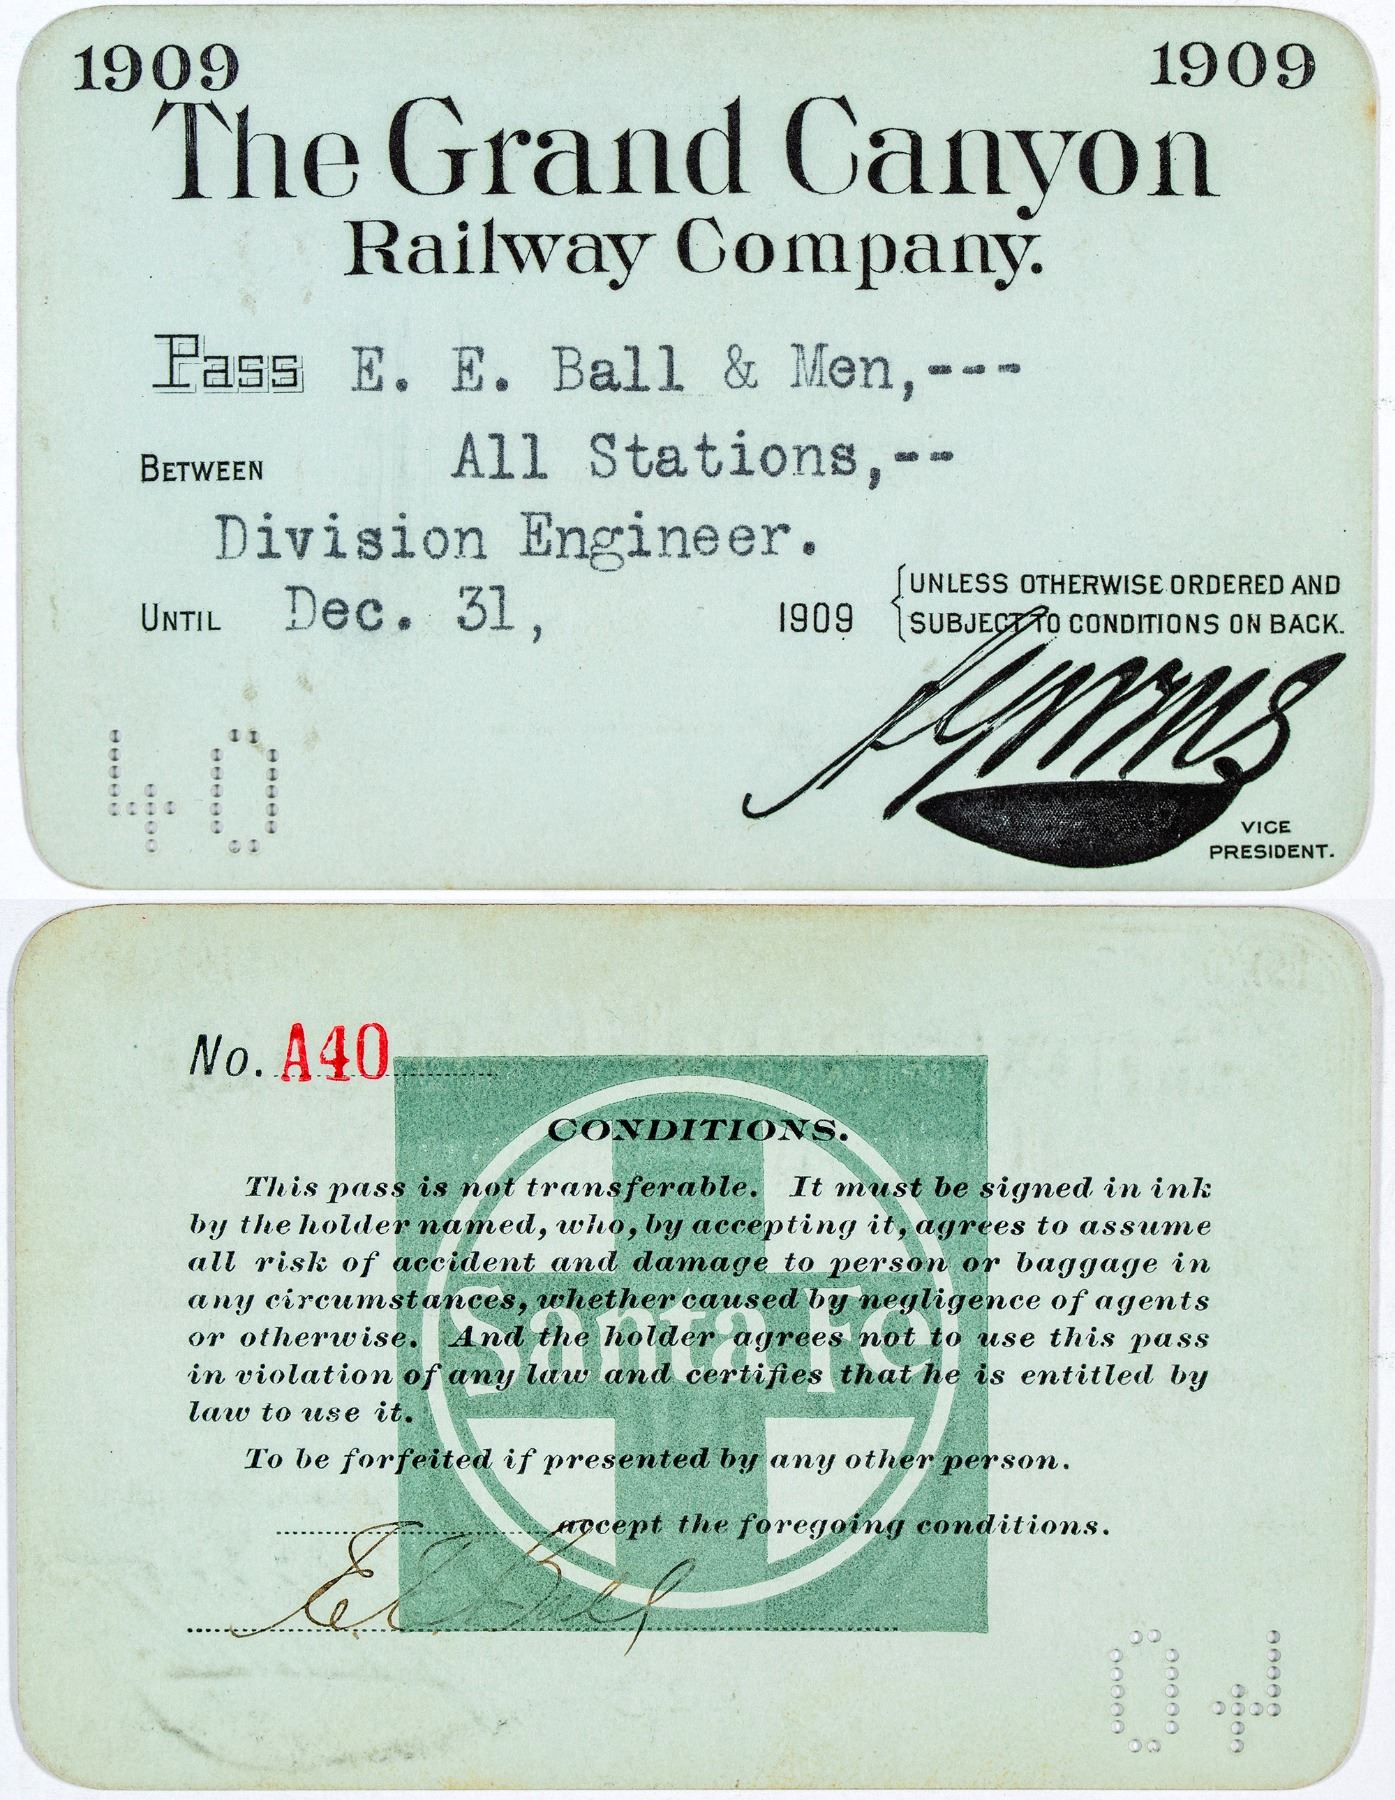 1909 1909
The Grand Canyon
Railway Company.
Pass E. E. Ball & Men,---
BETWEEN All Stations,--
Division Engineer.
UNTIL Dec. 31, 1909 UNLESS OTHERWISE ORDERED AND
SUBJECT TO CONDITIONS ON BACK.
VICE
PRESIDENT.
40
No. A40
CONDITIONS.
This pass is not transferable. It must be signed in ink
by the holder named, who, by accepting it, agrees to assume
all risk of accident and damage to person or baggage in
any circumstances, whether caused by negligence of agents
or otherwise. And the holder agrees not to use this pass
in violation of any law and certifies that he is entitled by
law to use it.
To be forfeited if presented by any other person.
accept the foregoing conditions.
E E Ball
Santa Fe
40